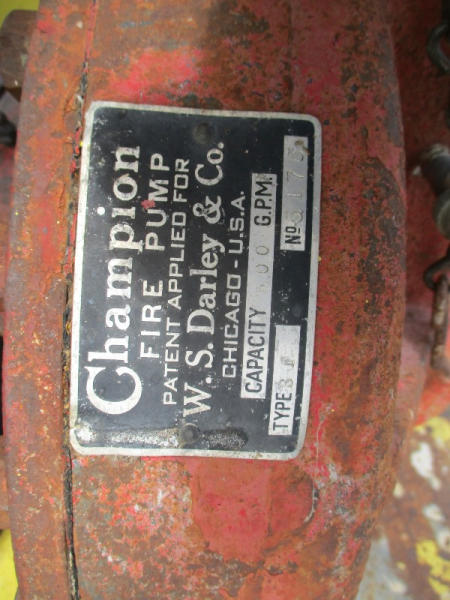 Champion
FIRE PUMP
PATENT APPLIED FOR
W. S. Darley & Co.
CHICAGO - U.S.A.
CAPACITY G.P.M.
TYPE No